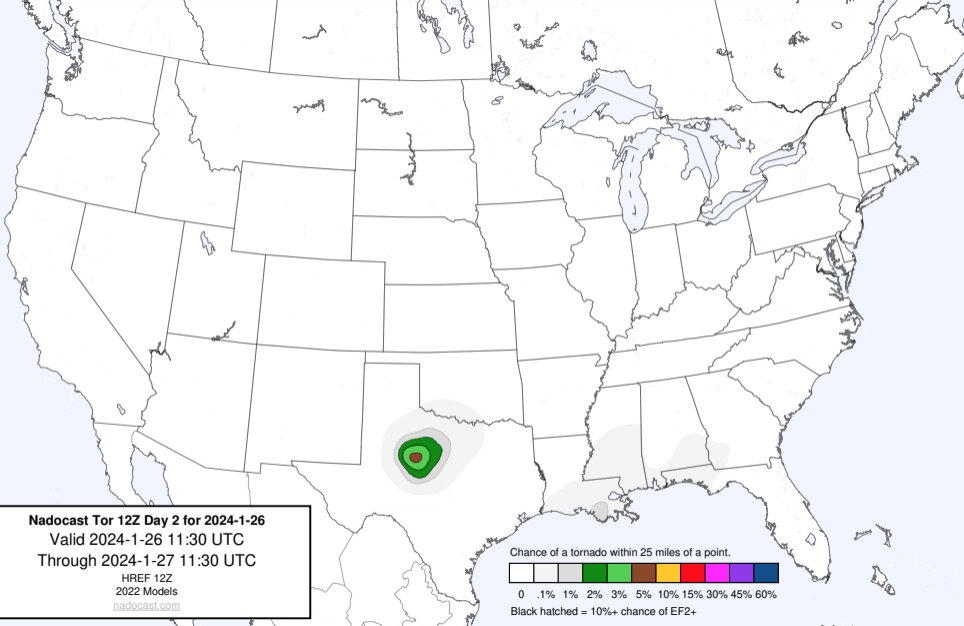 Nadocast Tor 12Z Day 2 for 2024-1-26
Valid 2024-1-26 11:30 UTC
Through 2024-1-27 11:30 UTC
HREF 12Z
2022 Models
nadocast.com
Chance of a tornado within 25 miles of a point.
0 .1% 1% 2% 3% 5% 10% 15% 30% 45% 60%
Black hatched = 10%+ chance of EF2+